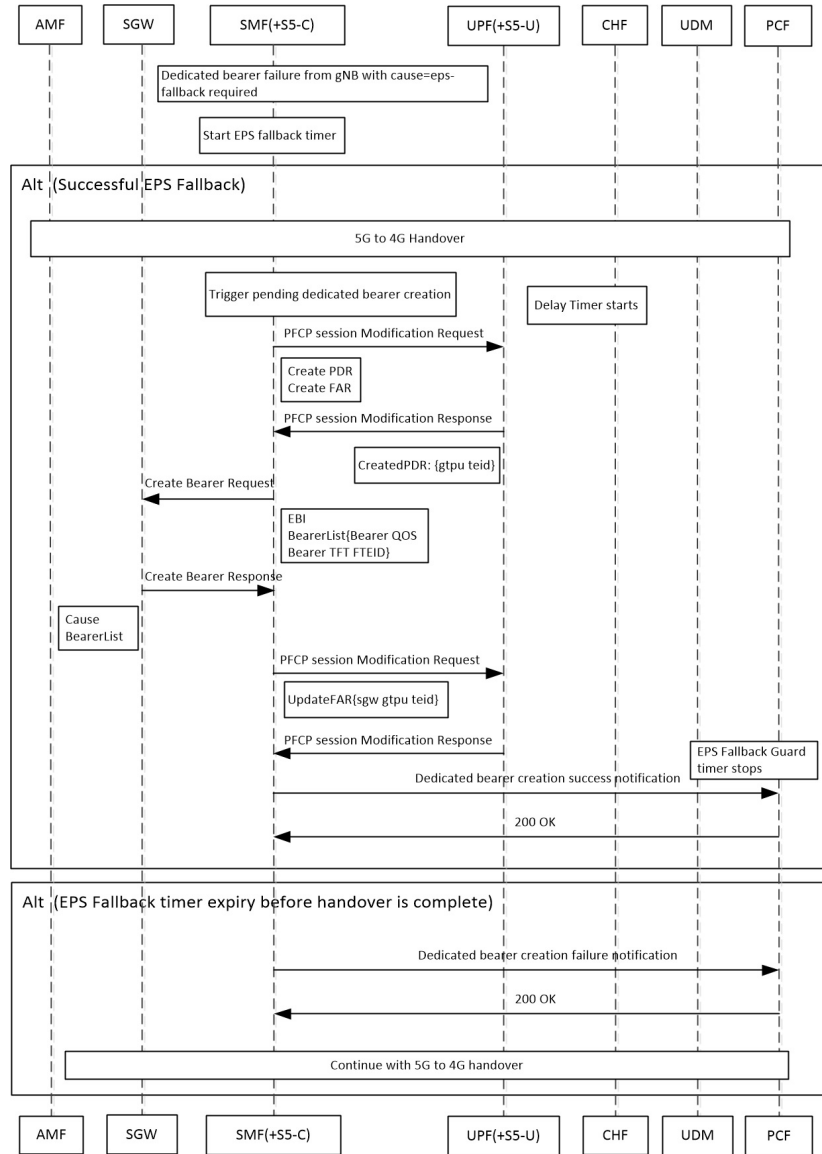 AMF
SGW
SMF(+S5-C)
UPF(+S5-U)
CHF
UDM
PCF
Dedicated bearer failure from gNB with cause=eps-
fallback required
Start EPS fallback timer
Alt (Successful EPS Fallback)
5G to 4G Handover
Trigger pending dedicated bearer creation
Delay Timer starts
PFCP session Modification Request
Create PDR
Create FAR
PFCP session Modification Response
CreatedPDR: {gtpu teid}
Create Bearer Request
EBI
BearerList{Bearer QOS
Bearer TFT FTEID}
Create Bearer Response
Cause
BearerList
PFCP session Modification Request
UpdateFAR{sgw gtpu teid}
PFCP session Modification Response
EPS Fallback Guard
timer stops
Dedicated bearer creation success notification
200 OK
Alt (EPS Fallback timer expiry before handover is complete)
Dedicated bearer creation failure notification
200 OK
Continue with 5G to 4G handover
AMF
SGW
SMF(+S5-C)
UPF(+S5-U)
CHF
UDM
PCF